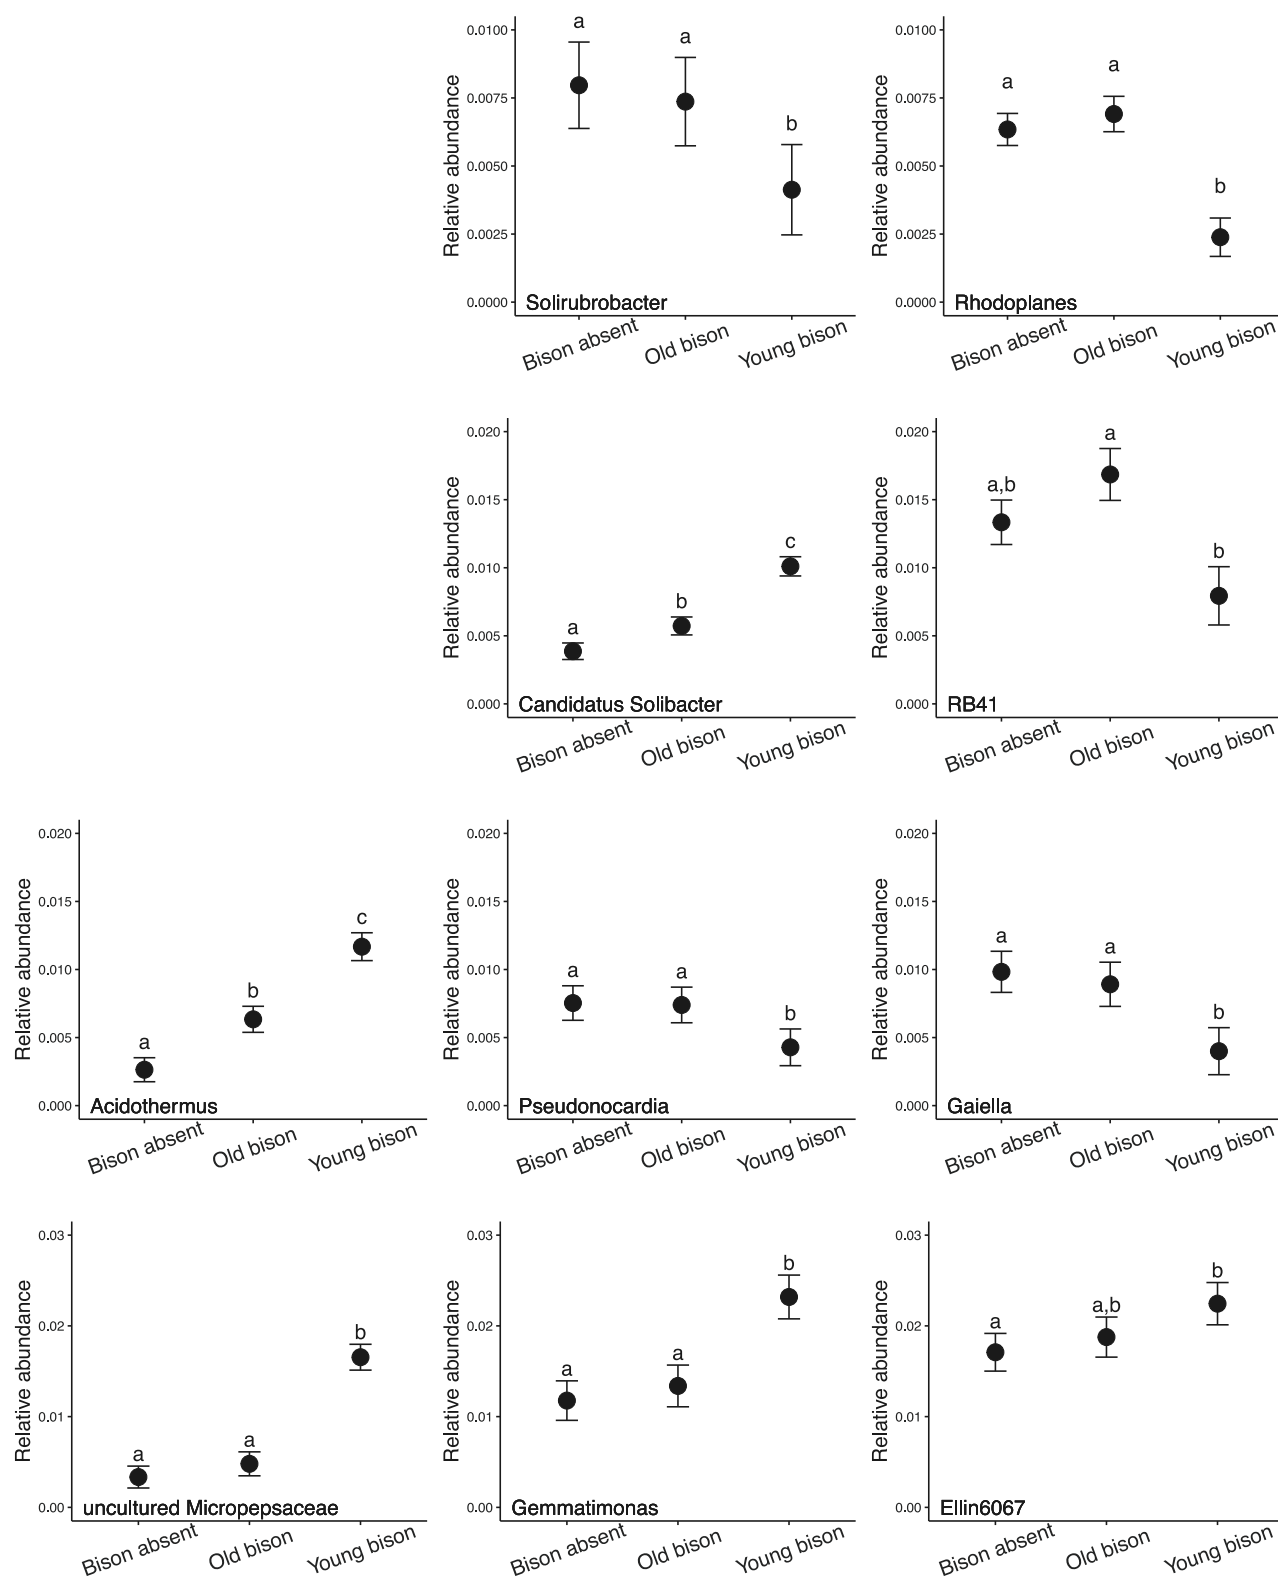 Relative abundance
0.0100
0.0075
0.0050
0.0025
0.0000
a
a
b
Solirubrobacter
Bison absent
Old bison
Young bison
Relative abundance
0.0100
0.0075
0.0050
0.0025
0.0000
a
a
b
Rhodoplanes
Bison absent
Old bison
Young bison
Relative abundance
0.020
0.015
0.010
0.005
0.000
a
b
c
Candidatus Solibacter
Bison absent
Old bison
Young bison
Relative abundance
0.020
0.015
0.010
0.005
0.000
a,b
a
b
RB41
Bison absent
Old bison
Young bison
Relative abundance
0.020
0.015
0.010
0.005
0.000
a
b
c
Acidothermus
Bison absent
Old bison
Young bison
Relative abundance
0.020
0.015
0.010
0.005
0.000
a
a
b
Pseudonocardia
Bison absent
Old bison
Young bison
Relative abundance
0.020
0.015
0.010
0.005
0.000
a
a
b
Gaiella
Bison absent
Old bison
Young bison
Relative abundance
0.03
0.02
0.01
0.00
a
a
b
uncultured Micropepsaceae
Bison absent
Old bison
Young bison
Relative abundance
0.03
0.02
0.01
0.00
a
a
b
Gemmatimonas
Bison absent
Old bison
Young bison
Relative abundance
0.03
0.02
0.01
0.00
a
a,b
b
Ellin6067
Bison absent
Old bison
Young bison